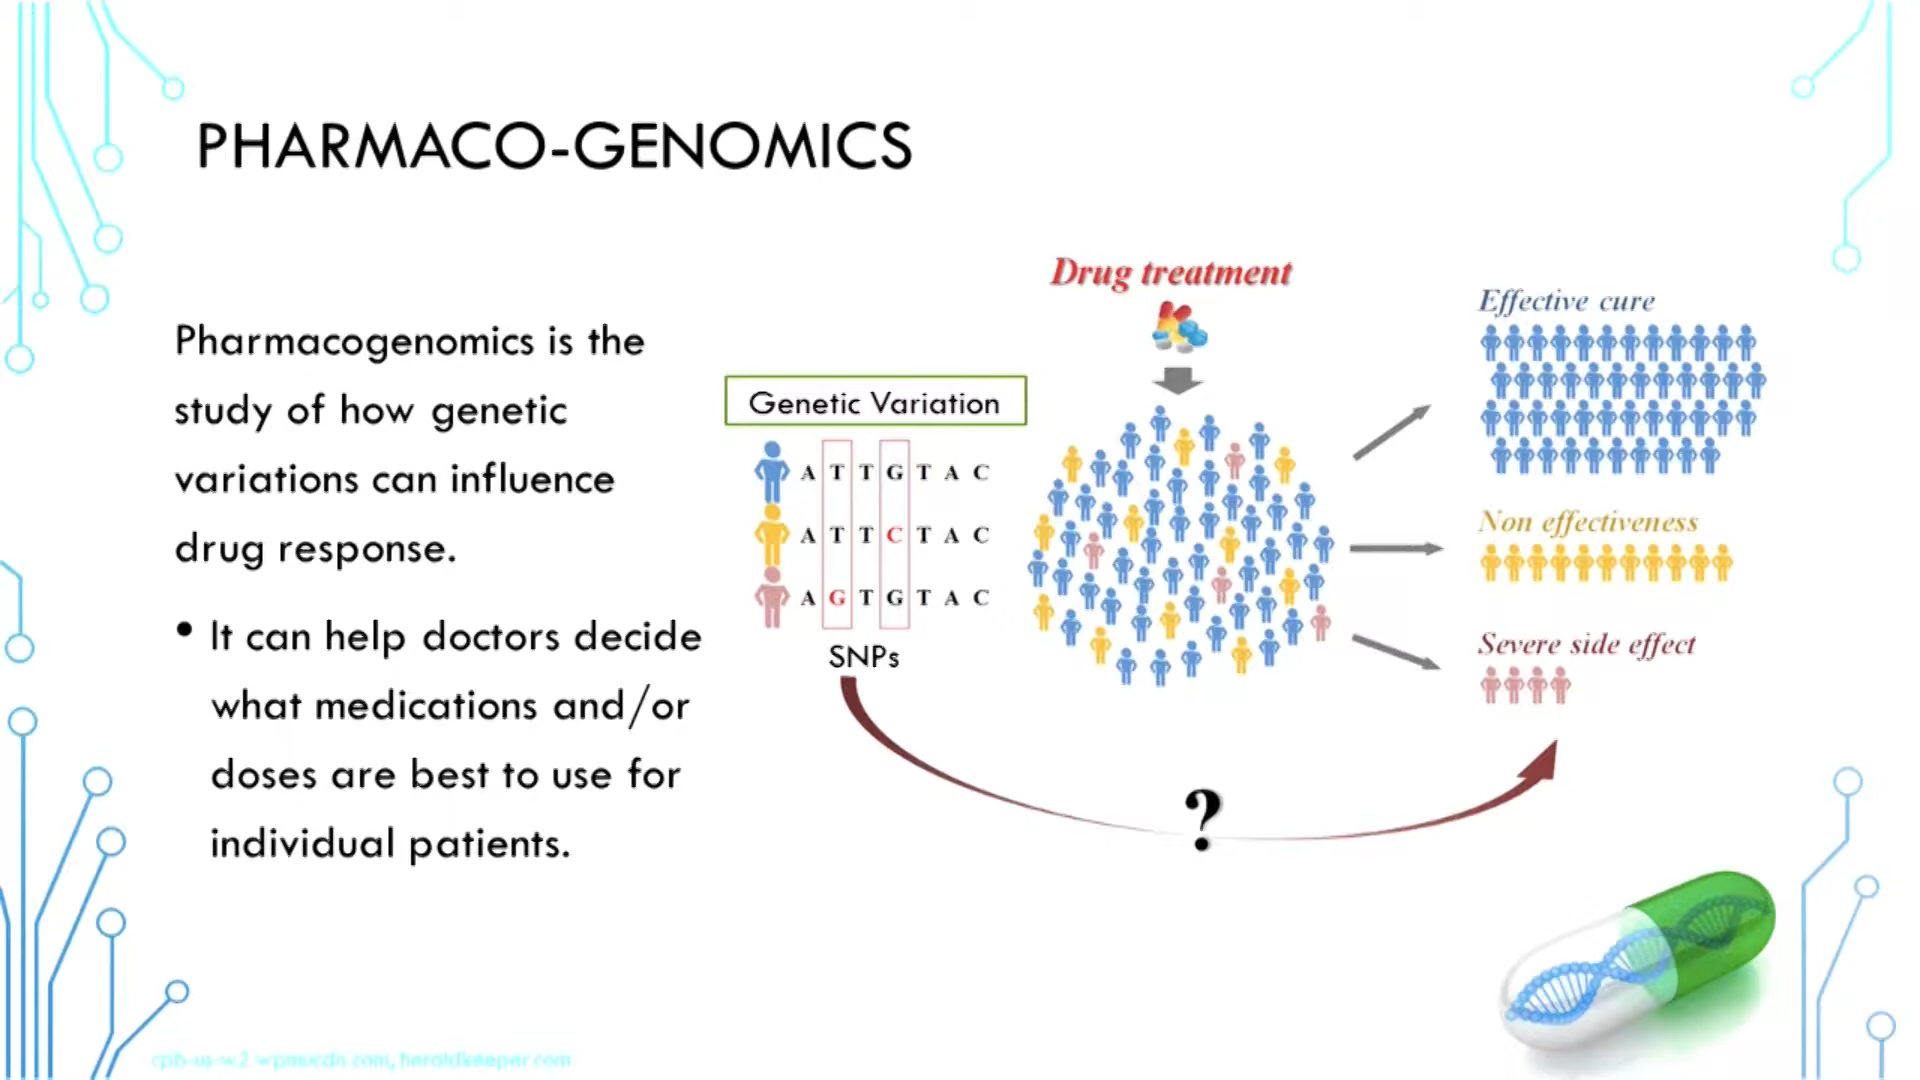 PHARMACO-GENOMICS
Pharmacogenomics is the
study of how genetic
variations can influence
drug response.
• It can help doctors decide
what medications and/or
doses are best to use for
individual patients.
Genetic Variation
A T T G T A C
A T T C T A C
A G T G T A C
SNPs
Drug treatment
Effective cure
Non effectiveness
Severe side effect
?
heraldkeeper.com